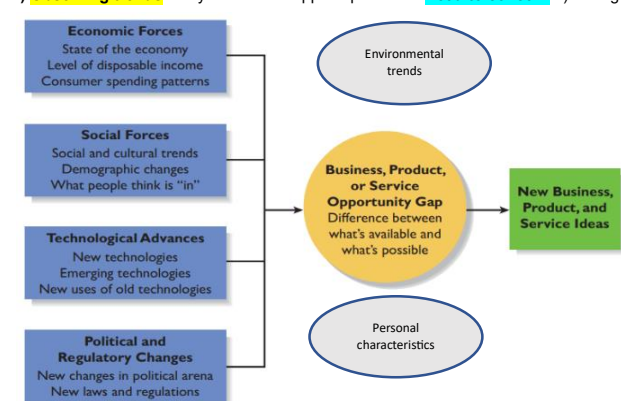 Economic Forces
State of the economy
Level of disposable income
Consumer spending patterns
Environmental
trends
Social Forces
Social and cultural trends
Demographic changes
What people think is "in"
Business, Product,
or Service
Opportunity Gap
Difference between
what's available and
what's possible
New Business,
Product, and
Service Ideas
Technological Advances
New technologies
Emerging technologies
New uses of old technologies
Personal
characteristics
Political and
Regulatory Changes
New changes in political arena
New laws and regulations